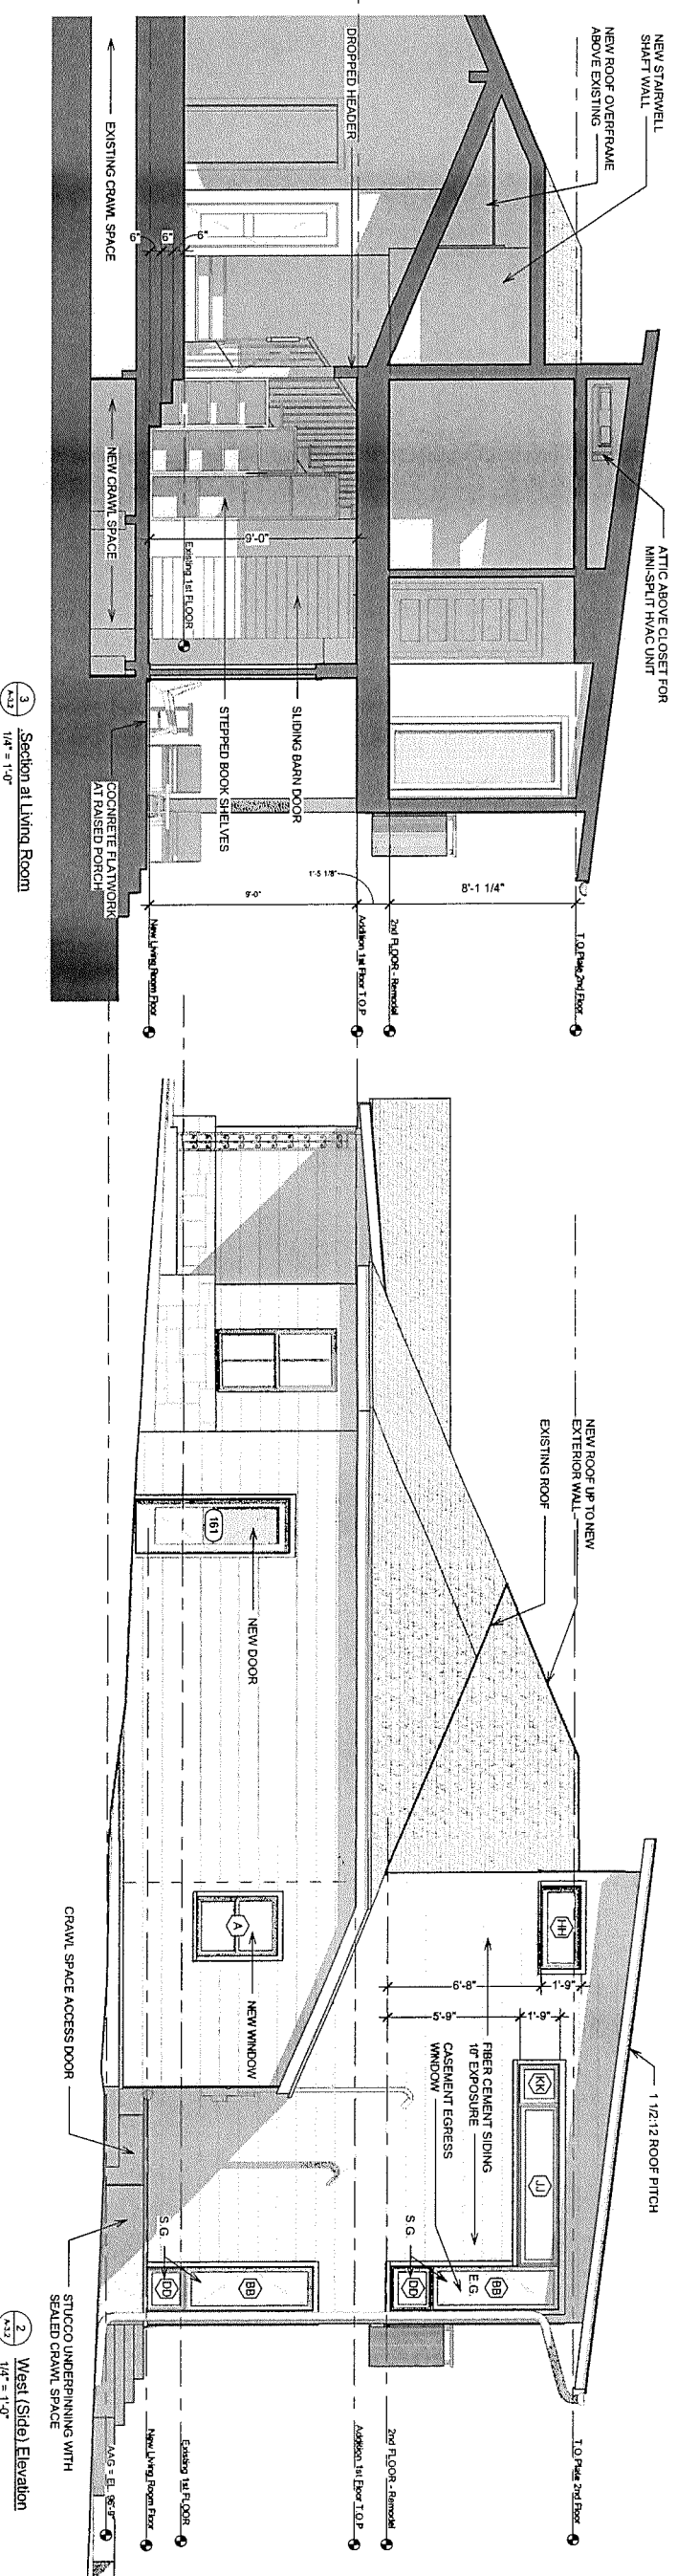 NEW STAIRWELL
SHAFT WALL
NEW ROOF OVERFRAME
ABOVE EXISTING
DROPPED HEADER
EXISTING CRAWL SPACE
6"
6"
6"
NEW CRAWL SPACE
ATTIC ABOVE CLOSET FOR
MINI-SPLIT HVAC UNIT
9'-0"
Existing 1st FLOOR
SLIDING BARN DOOR
STEPPED BOOK SHELVES
COCNRETE FLATWORK
AT RAISED PORCH
8'-1 1/4"
1'-5 1/8"
9'-0"
T.O.Plate 2nd Floor
2nd FLOOR - Remodel
Addition 1st Floor T.O.P
New Living Room Floor
3
A-3.2
Section at Living Room
1/4" = 1'-0"
NEW ROOF UP TO NEW
EXTERIOR WALL
EXISTING ROOF
161
NEW DOOR
A
NEW WINDOW
CRAWL SPACE ACCESS DOOR
HH
6'-8"
1'-9"
5'-9"
1'-9"
1 1/2:12 ROOF PITCH
KK
JJ
FIBER CEMENT SIDING
10" EXPOSURE
CASEMENT EGRESS
WINDOW
E.G.
BB
DD
S.G.
BB
DD
S.G.
STUCCO UNDERPINNING WITH
SEALED CRAWL SPACE
T.O.Plate 2nd Floor
2nd FLOOR - Remodel
Addition 1st Floor T.O.P
Existing 1st FLOOR
New Living Room Floor
AAG = EL. 96'-9"
2
A-3.2
West (Side) Elevation
1/4" = 1'-0"